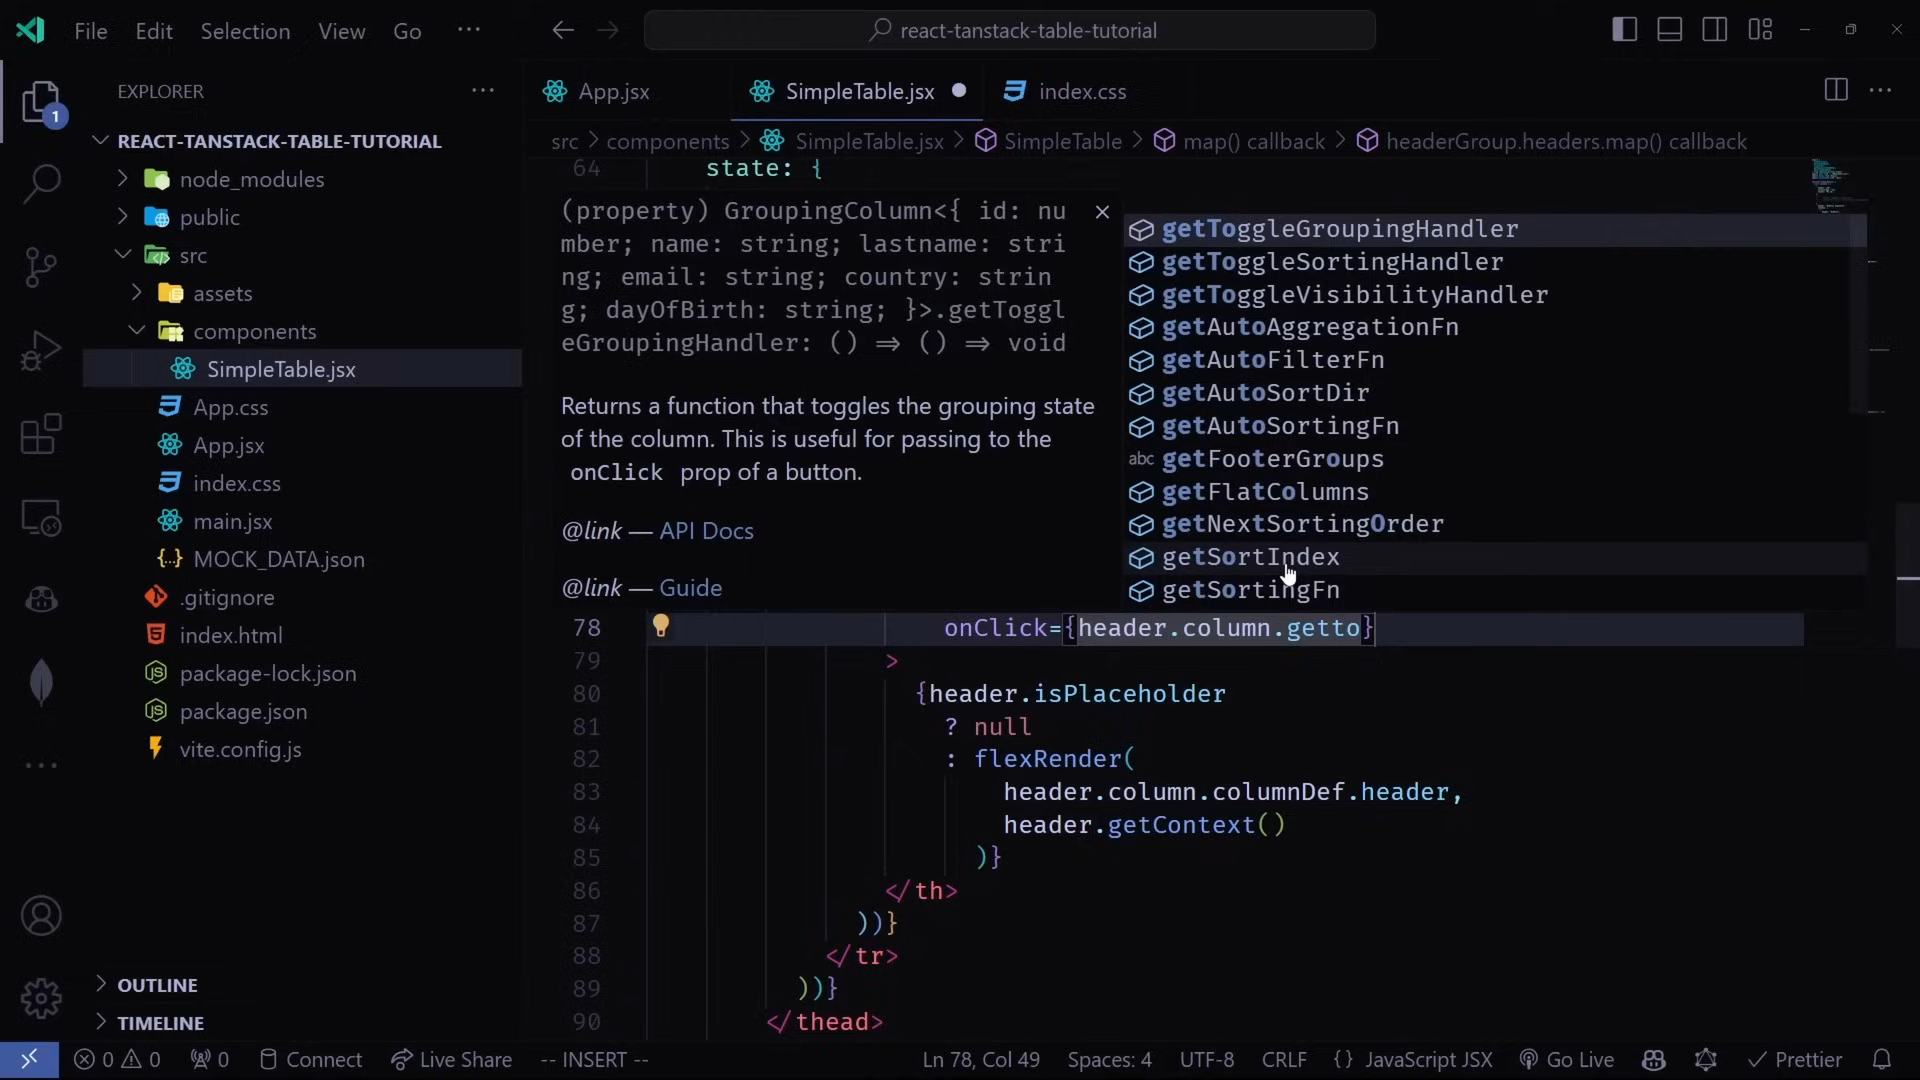 File Edit Selection View Go ···
react-tanstack-table-tutorial
EXPLORER
1
REACT-TANSTACK-TABLE-TUTORIAL
node_modules
public
src
assets
components
SimpleTable.jsx
App.css
App.jsx
index.css
main.jsx
MOCK_DATA.json
.gitignore
index.html
package-lock.json
package.json
vite.config.js
OUTLINE
TIMELINE
App.jsx SimpleTable.jsx index.css
src > components > SimpleTable.jsx > SimpleTable > map() callback > headerGroup.headers.map() callback
64 state: {
(property) GroupingColumn<{ id: nu
mber; name: string; lastname: stri
ng; email: string; country: strin
g; dayOfBirth: string; }>.getToggl
eGroupingHandler: () => () => void
Returns a function that toggles the grouping state
of the column. This is useful for passing to the
onClick prop of a button.
@link — API Docs
@link — Guide
getToggleGroupingHandler
getToggleSortingHandler
getToggleVisibilityHandler
getAutoAggregationFn
getAutoFilterFn
getAutoSortDir
getAutoSortingFn
abc getFooterGroups
getFlatColumns
getNextSortingOrder
getSortIndex
getSortingFn
78 onClick={header.column.getto}
79 >
80 {header.isPlaceholder
81 ? null
82 : flexRender(
83 header.column.columnDef.header,
84 header.getContext()
85 )}
86 </th>
87 ))}
88 </tr>
89 ))}
90 </thead>
0 0 0 Connect Live Share -- INSERT -- Ln 78, Col 49 Spaces: 4 UTF-8 CRLF {} JavaScript JSX Go Live Prettier